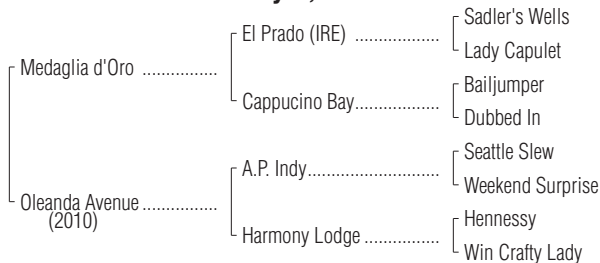 Sadler's Wells
El Prado (IRE) ..................
Lady Capulet
Medaglia d'Oro ................
Bailjumper
Cappucino Bay..................
Dubbed In
Seattle Slew
A.P. Indy............................
Weekend Surprise
Oleanda Avenue ................
(2010)
Hennessy
Harmony Lodge ................
Win Crafty Lady